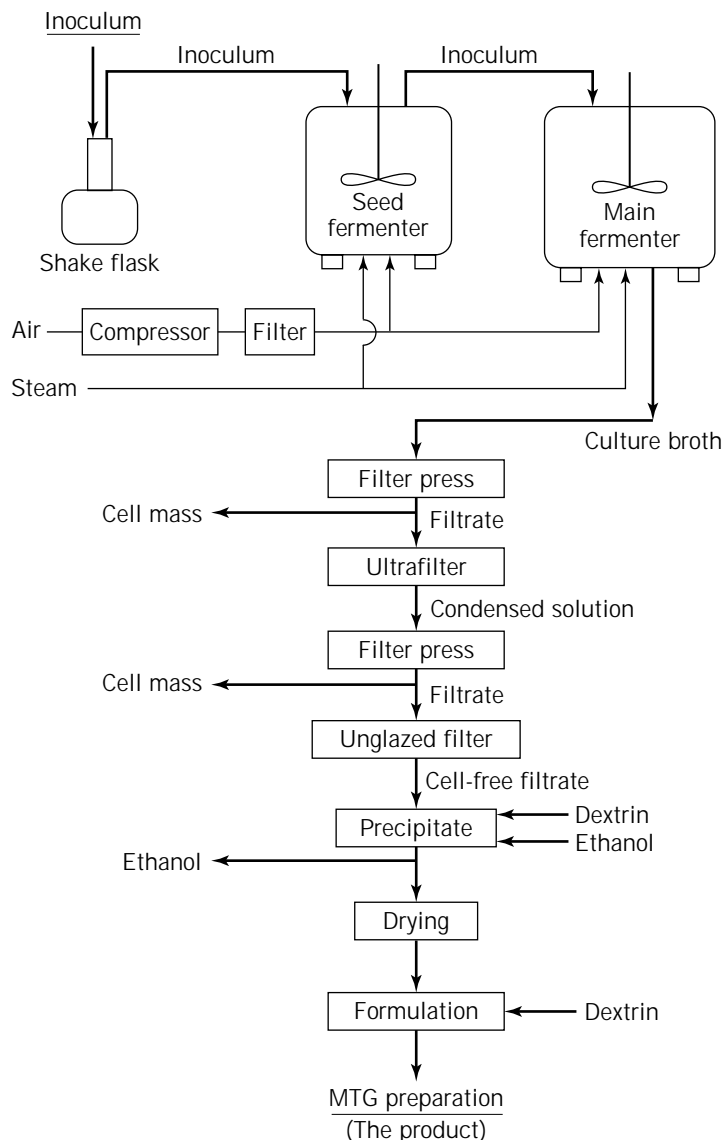 Inoculum
Inoculum
Inoculum
Seed
fermenter
Main
fermenter
Shake flask
Air
Compressor
Filter
Steam
Culture broth
Filter press
Cell mass
Filtrate
Ultrafilter
Condensed solution
Filter press
Cell mass
Filtrate
Unglazed filter
Cell-free filtrate
Precipitate
Dextrin
Ethanol
Ethanol
Drying
Formulation
Dextrin
MTG preparation
(The product)